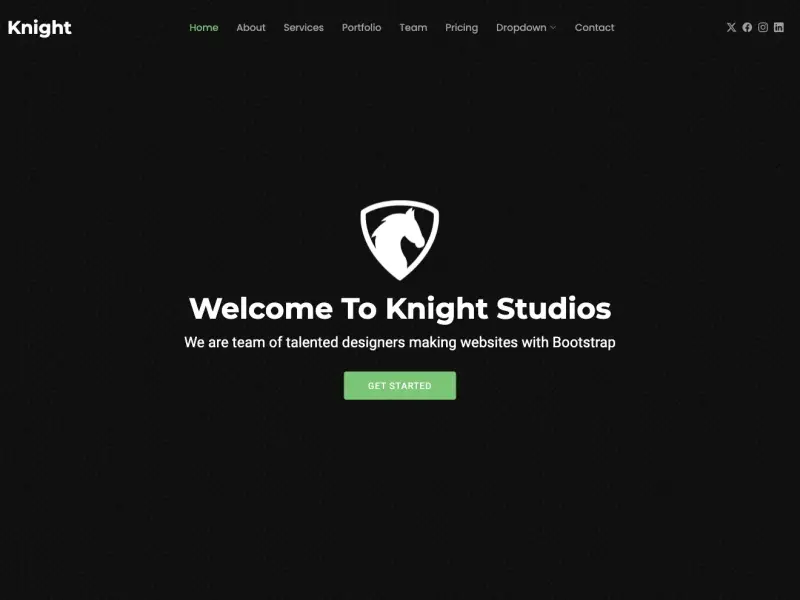 Knight
Home About Services Portfolio Team Pricing Dropdown Contact
Welcome To Knight Studios
We are team of talented designers making websites with Bootstrap
GET STARTED